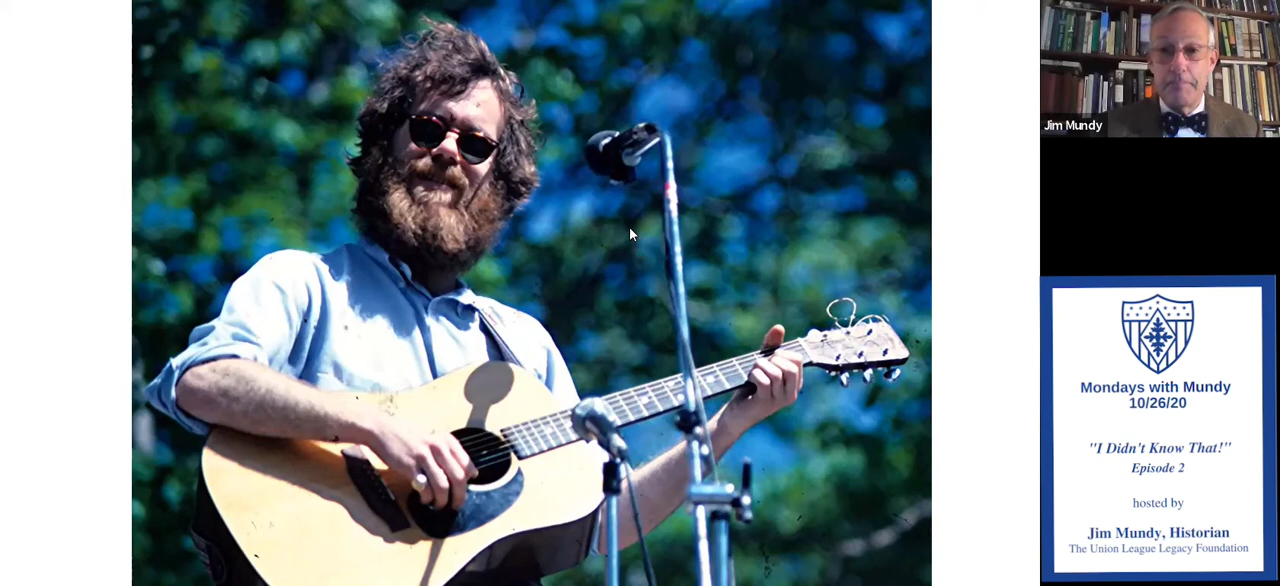 Jim Mundy
Mondays with Mundy
10/26/20
"I Didn't Know That!"
Episode 2
hosted by
Jim Mundy, Historian
The Union League Legacy Foundation